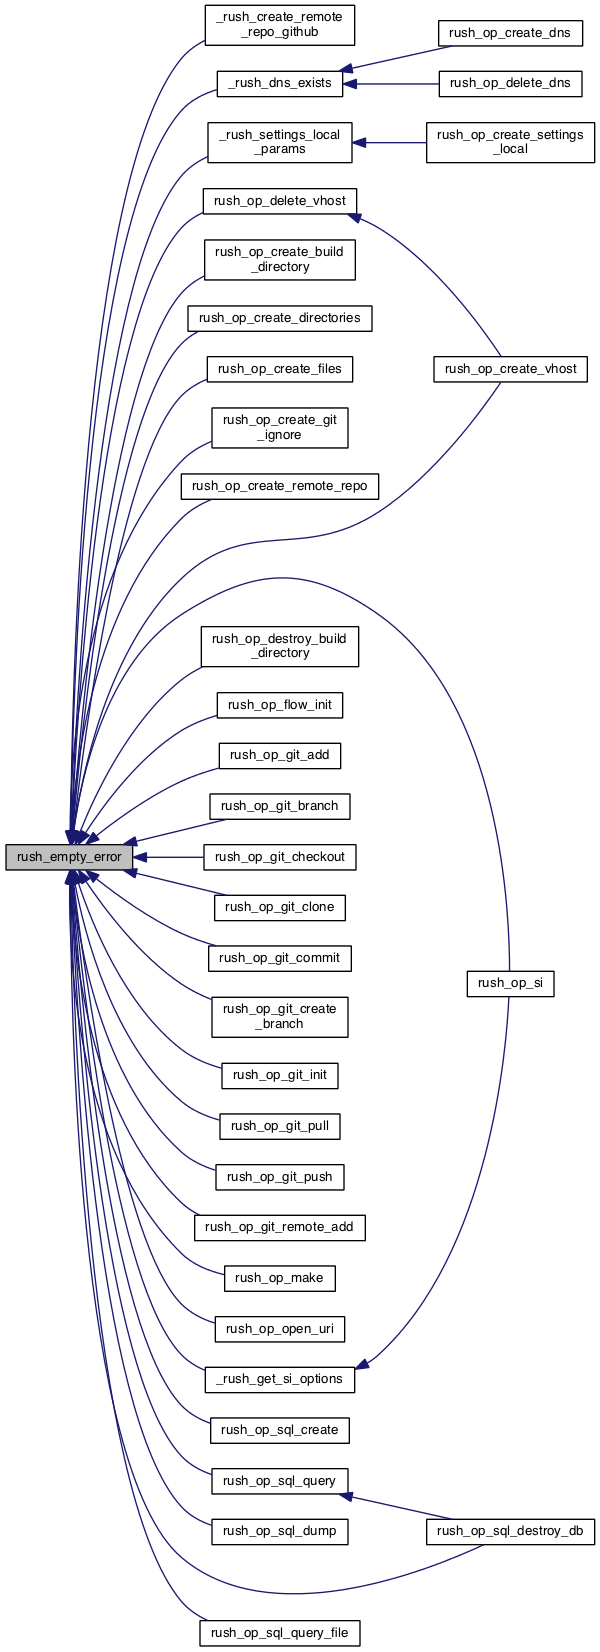 _rush_create_remote
_repo_github
rush_op_create_dns
_rush_dns_exists
rush_op_delete_dns
_rush_settings_local
_params
rush_op_create_settings
_local
rush_op_delete_vhost
rush_op_create_build
_directory
rush_op_create_directories
rush_op_create_files
rush_op_create_vhost
rush_op_create_git
_ignore
rush_op_create_remote_repo
rush_op_destroy_build
_directory
rush_op_flow_init
rush_op_git_add
rush_op_git_branch
rush_empty_error
rush_op_git_checkout
rush_op_git_clone
rush_op_git_commit
rush_op_si
rush_op_git_create
_branch
rush_op_git_init
rush_op_git_pull
rush_op_git_push
rush_op_git_remote_add
rush_op_make
rush_op_open_uri
_rush_get_si_options
rush_op_sql_create
rush_op_sql_query
rush_op_sql_dump
rush_op_sql_destroy_db
rush_op_sql_query_file